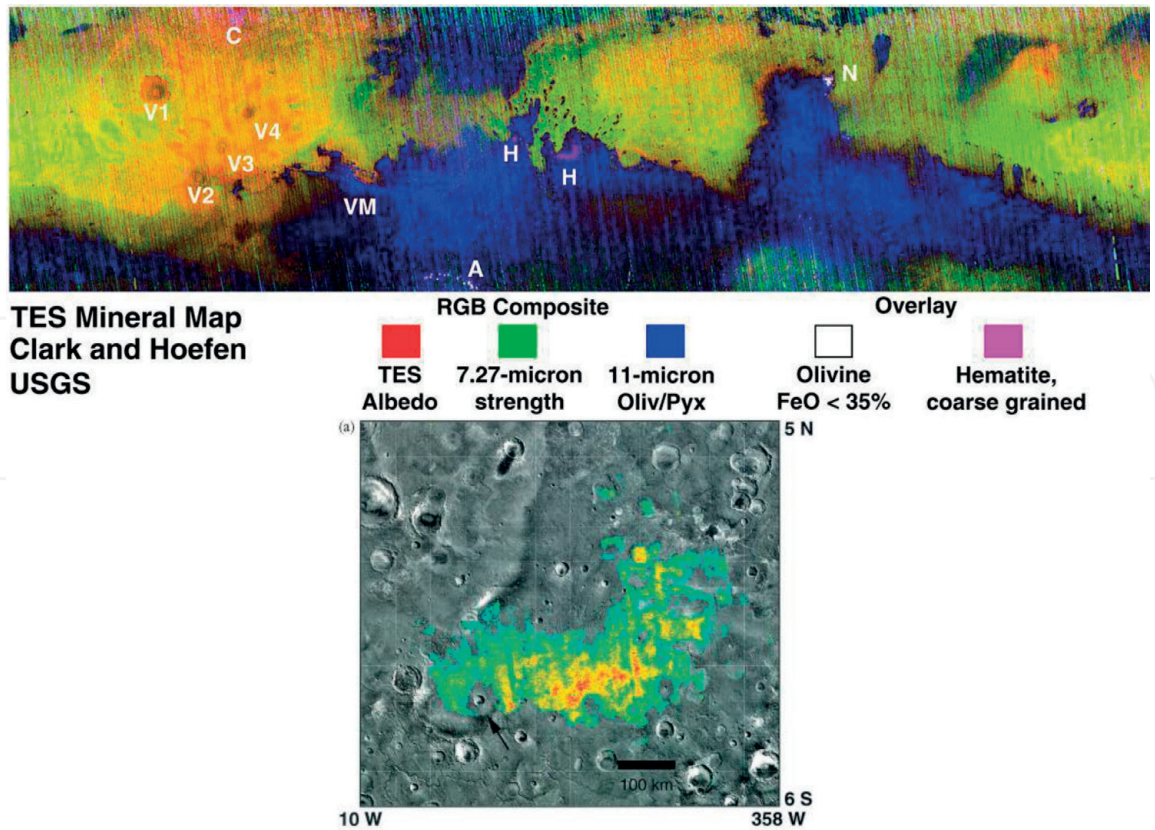 C
N
V1
V4
H
V3
H
V2
VM
A
TES Mineral Map
Clark and Hoefen
USGS
RGB Composite
Overlay
TES
Albedo
7.27-micron
strength
11-micron
Oliv/Pyx
Olivine
FeO < 35%
Hematite,
coarse grained
(a)
5 N
100 km
6 S
10 W
358 W